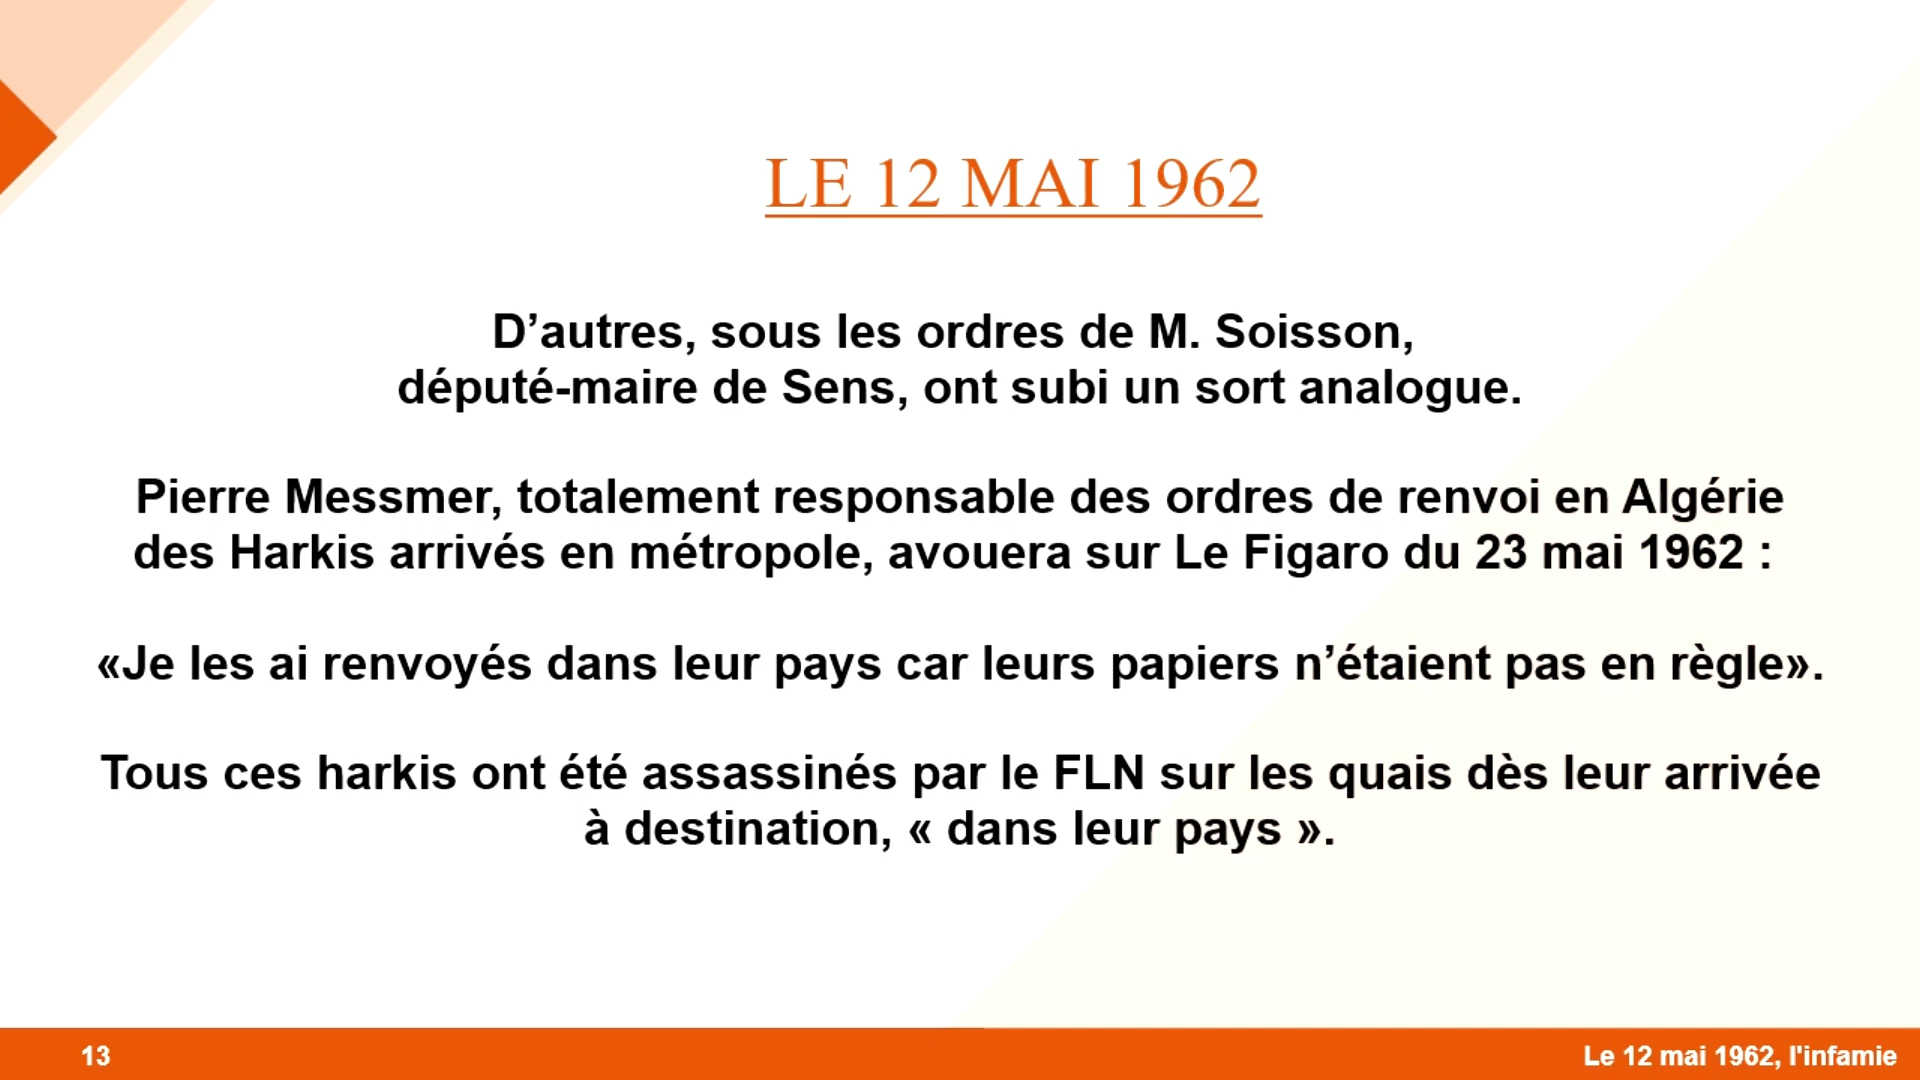 LE 12 MAI 1962
D’autres, sous les ordres de M. Soisson,
député-maire de Sens, ont subi un sort analogue.
Pierre Messmer, totalement responsable des ordres de renvoi en Algérie
des Harkis arrivés en métropole, avouera sur Le Figaro du 23 mai 1962 :
«Je les ai renvoyés dans leur pays car leurs papiers n’étaient pas en règle».
Tous ces harkis ont été assassinés par le FLN sur les quais dès leur arrivée
à destination, « dans leur pays ».
13
Le 12 mai 1962, l'infamie